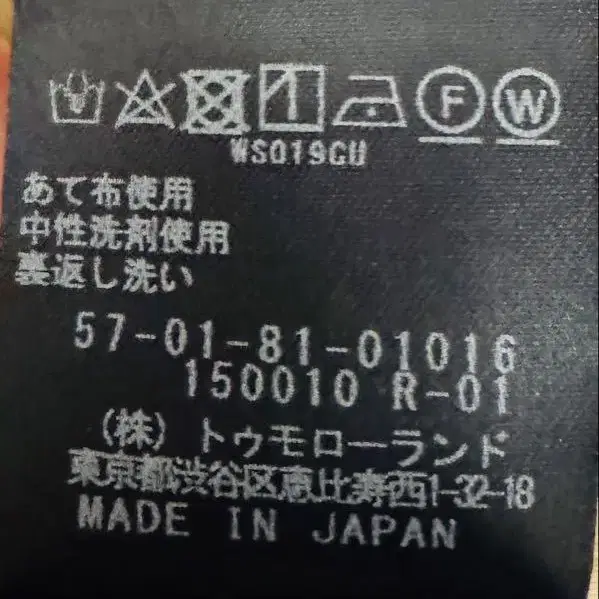 F W
WS019CU
あて布使用
中性洗剤使用
裏返し洗い
57-01-81-01016
150010 R-01
(株) トゥモローランド
東京都渋谷区恵比寿西1-32-18
MADE IN JAPAN